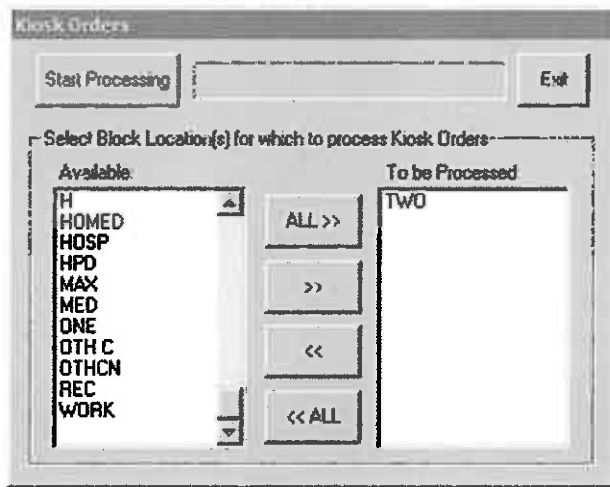 Kiosk Orders
Start Processing
Exit
Select Block Location(s) for which to process Kiosk Orders
Available:
To be Processed
H
HOMED
HOSP
HPD
MAX
MED
ONE
OTH C
OTHCN
REC
WORK
ALL >>
>>
<<
<< ALL
TWO